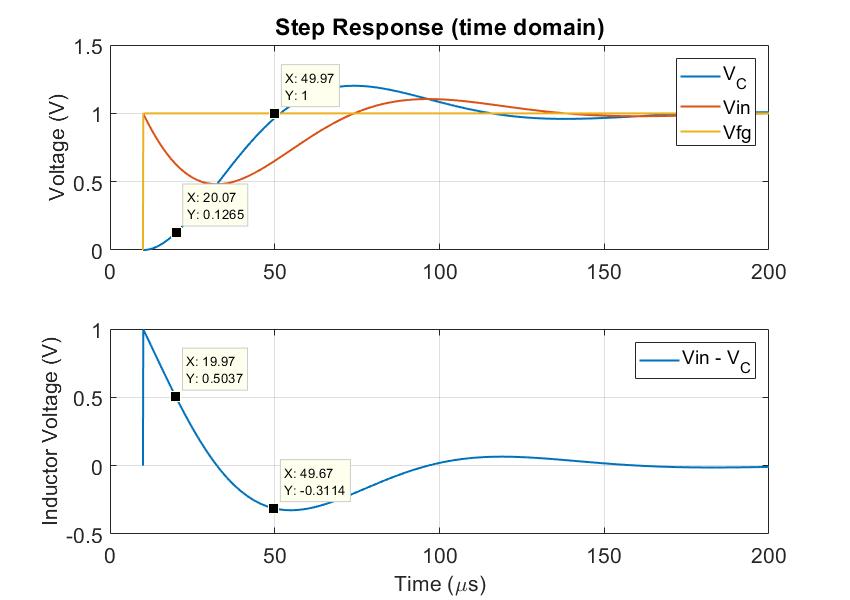 Step Response (time domain)
Voltage (V)
1.5
1
0.5
0
0
50
100
150
200
X: 49.97
Y: 1
X: 20.07
Y: 0.1265
V_C
Vin
Vfg
Inductor Voltage (V)
1
0.5
0
-0.5
0
50
100
150
200
X: 19.97
Y: 0.5037
X: 49.67
Y: -0.3114
Vin - V_C
Time (μs)